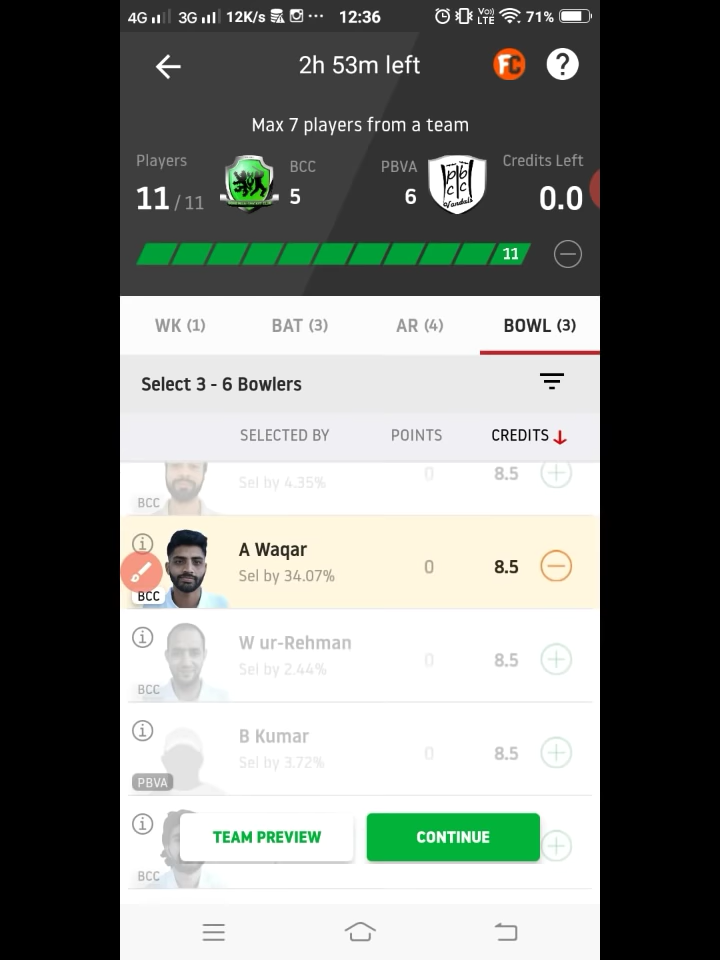 4G 3G 12K/s ··· 12:36 Vo)) LTE 71%
2h 53m left FC ?
Max 7 players from a team
Players BCC PBVA Credits Left
11 / 11 5 6 0.0
11
WK (1) BAT (3) AR (4) BOWL (3)
Select 3 - 6 Bowlers
SELECTED BY POINTS CREDITS
Sel by 4.35% 0 8.5
BCC
A Waqar
Sel by 34.07% 0 8.5
BCC
W ur-Rehman
Sel by 2.44% 0 8.5
BCC
B Kumar
Sel by 3.72% 0 8.5
PBVA
TEAM PREVIEW CONTINUE
BCC